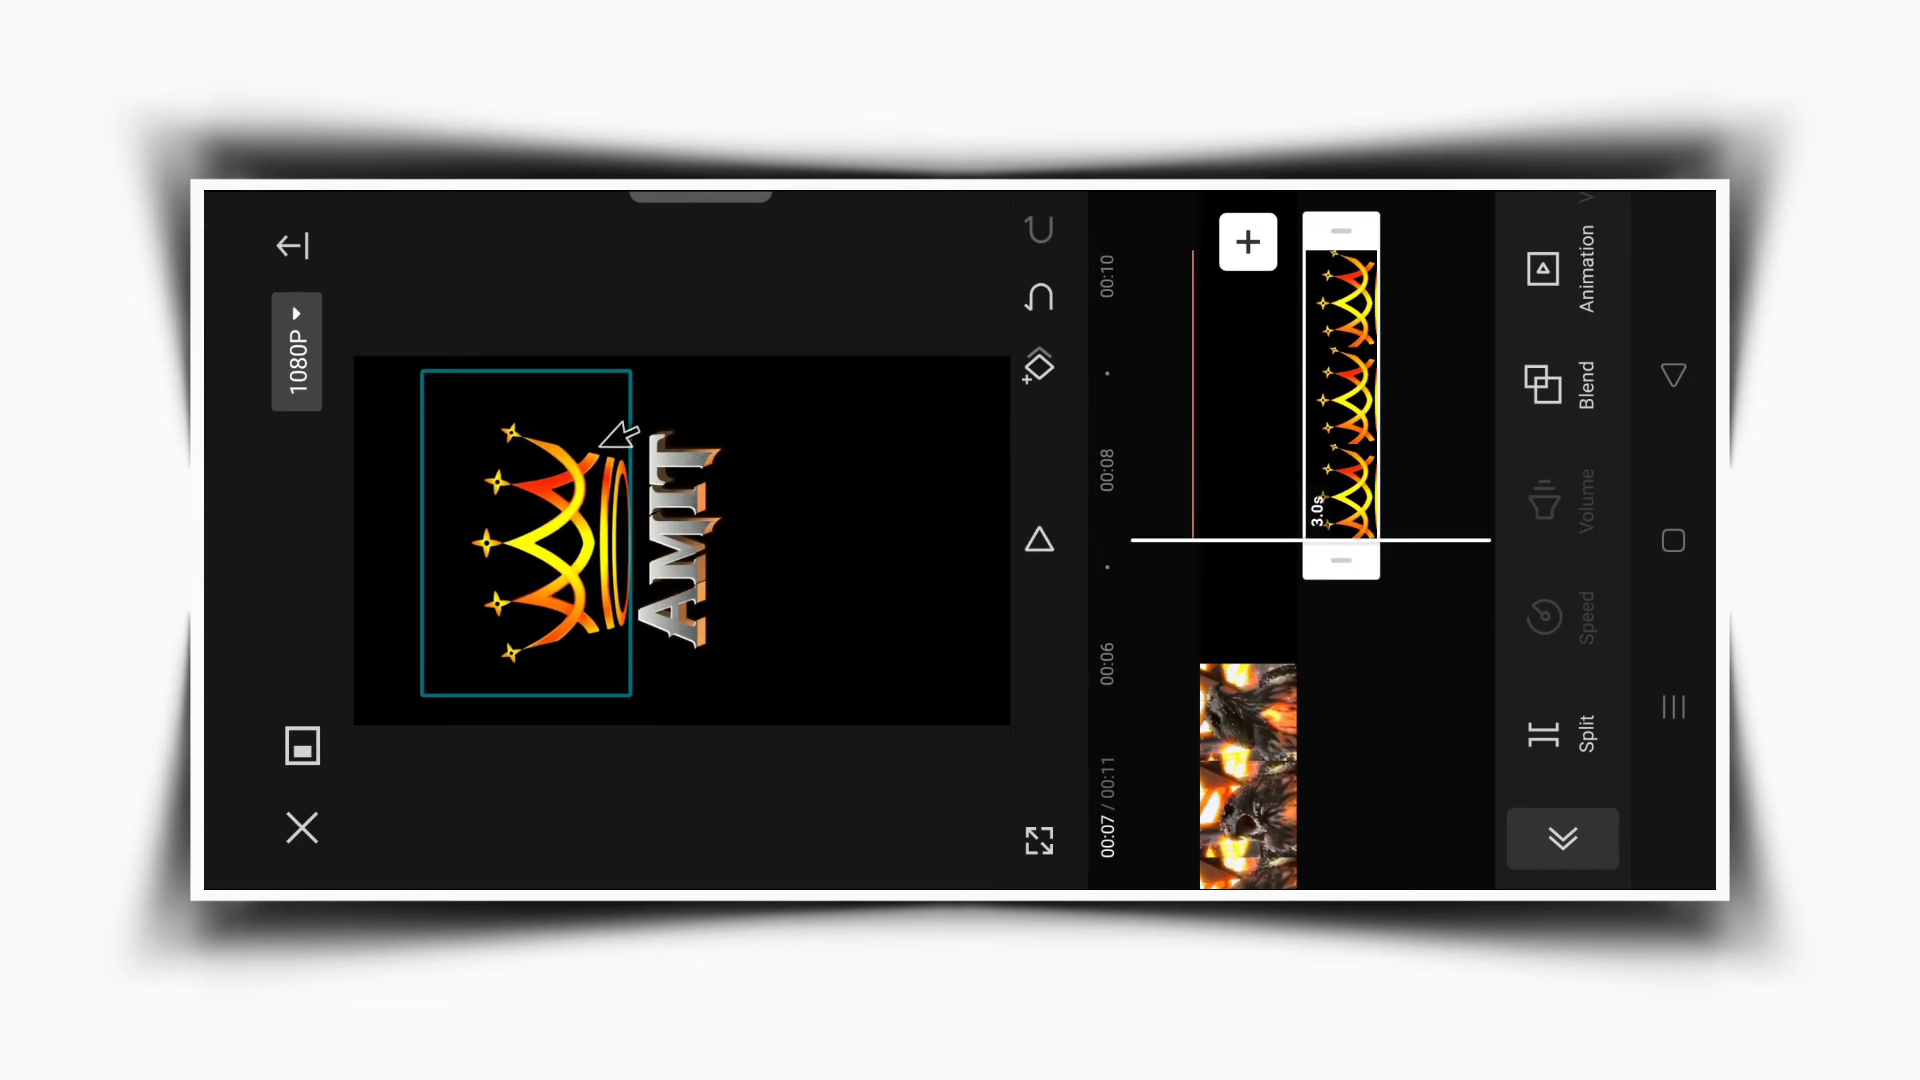 1080P
AMIT
00:07 / 00:11
00:06
00:08
00:10
3.0s
Split
Speed
Volume
Blend
Animation